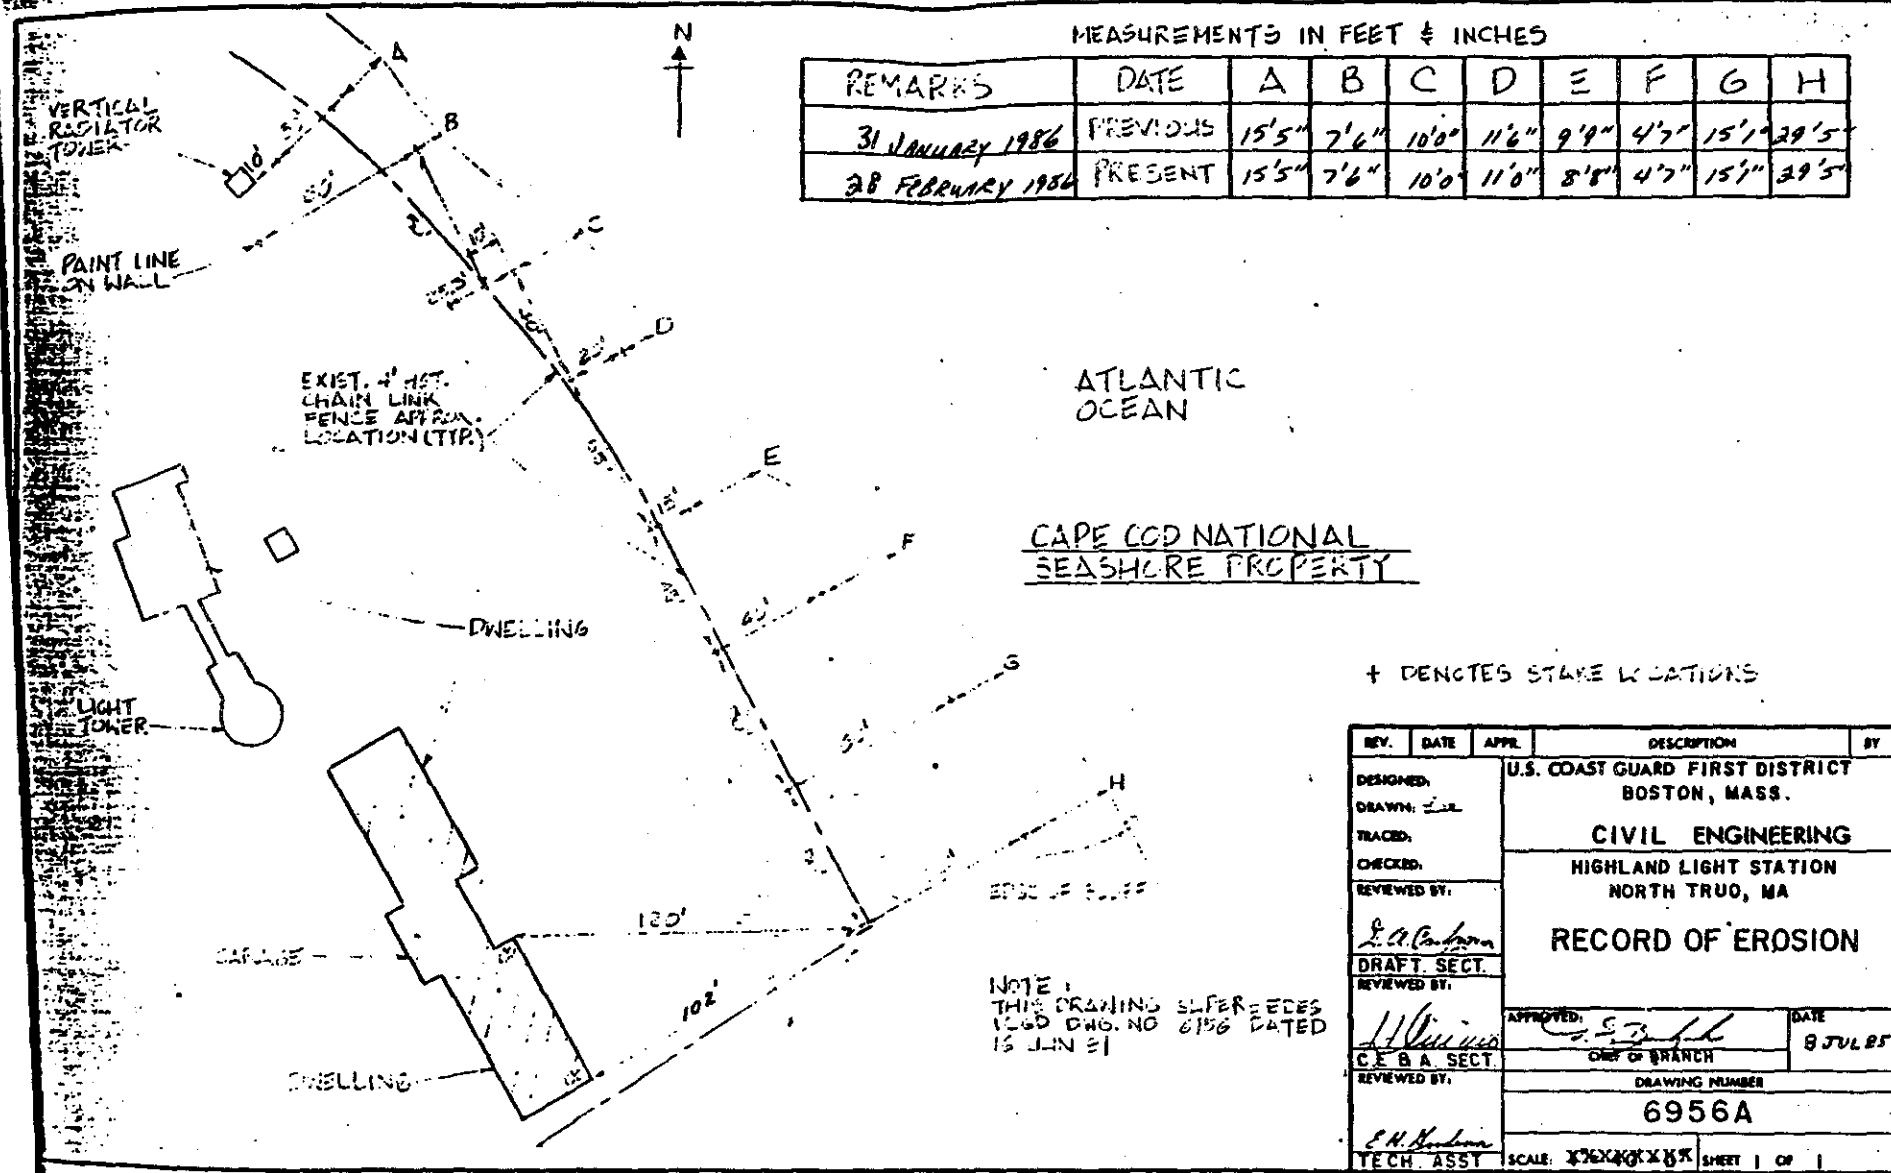 MEASUREMENTS IN FEET & INCHES
REMARKS DATE A B C D E F G H
31 JANUARY 1986 PREVIOUS 15'5" 7'6" 10'0" 11'6" 9'9" 4'7" 15'1" 29'5"
28 FEBRUARY 1986 PRESENT 15'5" 7'6" 10'0" 11'0" 8'8" 4'7" 15'1" 29'5"
N
A
B
C
D
E
F
G
H
VERTICAL
RADIATOR
TOWER
10'
PAINT LINE
ON WALL
EXIST. 4' HGT.
CHAIN LINK
FENCE APPROX.
LOCATION (TYP.)
ATLANTIC
OCEAN
CAPE COD NATIONAL
SEASHORE PROPERTY
DWELLING
LIGHT
TOWER
GARAGE
DWELLING
120'
102'
EDGE OF BLUFF
+ DENOTES STAKE LOCATIONS
NOTE:
THIS DRAWING SUPERSEDES
DWG. NO 6156 DATED
REV. DATE APPR. DESCRIPTION BY
DESIGNED:
DRAWN:
TRACED:
CHECKED:
REVIEWED BY:
DRAFT. SECT.
REVIEWED BY:
C.E.B.A. SECT.
REVIEWED BY:
TECH. ASST
U.S. COAST GUARD FIRST DISTRICT
BOSTON, MASS.
CIVIL ENGINEERING
HIGHLAND LIGHT STATION
NORTH TRUO, MA
RECORD OF EROSION
APPROVED:
CHIEF OF BRANCH
DATE
8 JUL 85
DRAWING NUMBER
6956A
SCALE: SHEET 1 OF 1